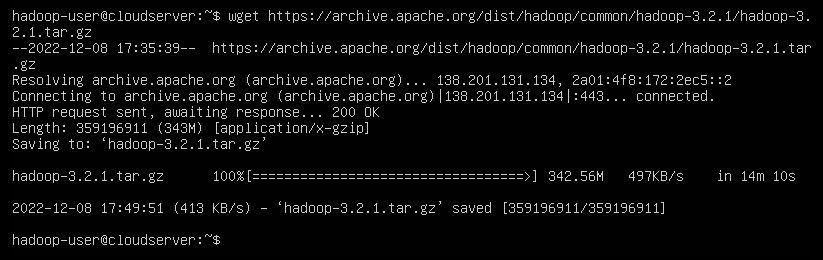 hadoop-user@cloudserver:~$ wget https://archive.apache.org/dist/hadoop/common/hadoop-3.2.1/hadoop-3.
2.1.tar.gz
--2022-12-08 17:35:39--  https://archive.apache.org/dist/hadoop/common/hadoop-3.2.1/hadoop-3.2.1.tar
.gz
Resolving archive.apache.org (archive.apache.org)... 138.201.131.134, 2a01:4f8:172:2ec5::2
Connecting to archive.apache.org (archive.apache.org)|138.201.131.134|:443... connected.
HTTP request sent, awaiting response... 200 OK
Length: 359196911 (343M) [application/x-gzip]
Saving to: ‘hadoop-3.2.1.tar.gz’
hadoop-3.2.1.tar.gz      100%[==================================>] 342.56M   497KB/s    in 14m 10s
2022-12-08 17:49:51 (413 KB/s) - ‘hadoop-3.2.1.tar.gz’ saved [359196911/359196911]
hadoop-user@cloudserver:~$